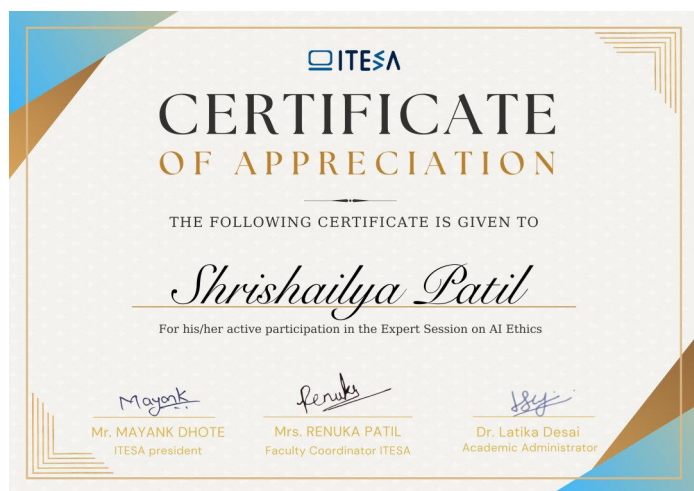 ITESA
CERTIFICATE
OF APPRECIATION
THE FOLLOWING CERTIFICATE IS GIVEN TO
Shrishailya Patil
For his/her active participation in the Expert Session on AI Ethics
Mayank
Renuka
Mr. MAYANK DHOTE
ITESA president
Mrs. RENUKA PATIL
Faculty Coordinator ITESA
Dr. Latika Desai
Academic Administrator